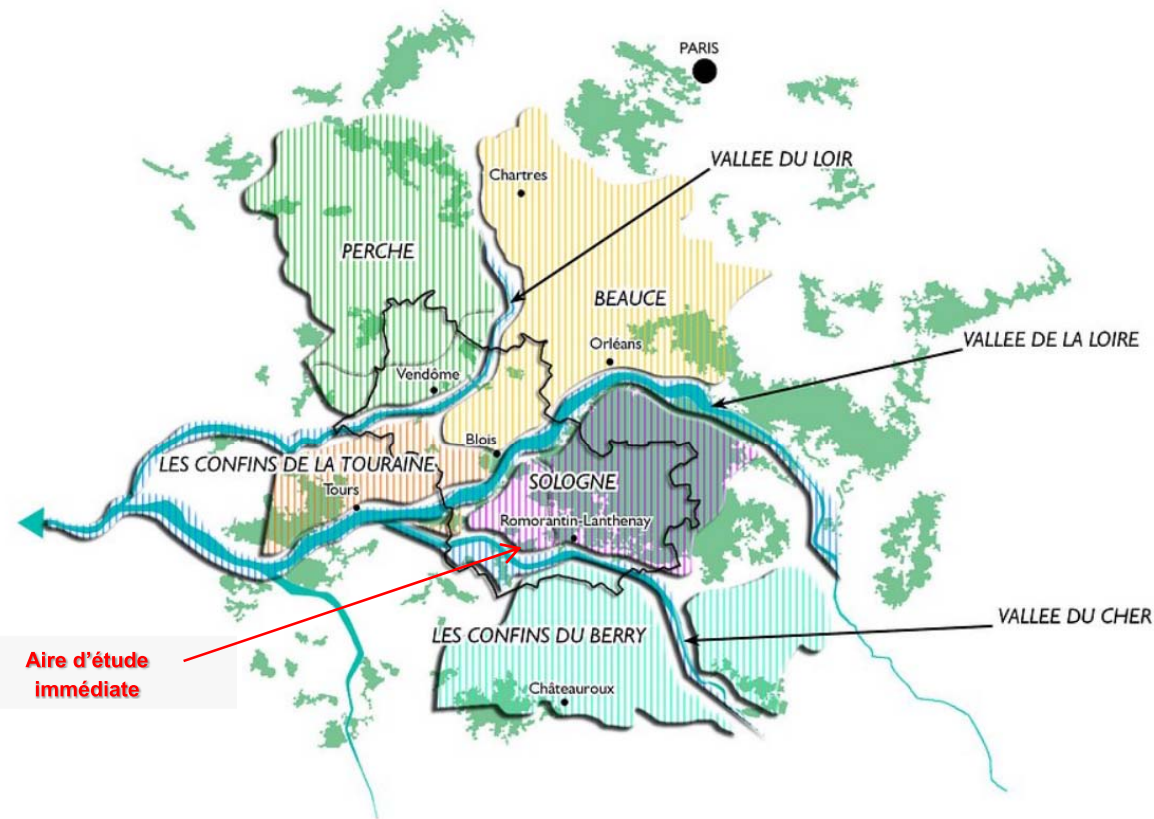 PARIS
VALLEE DU LOIR
Chartres
PERCHE
BEAUCE
Orléans
VALLEE DE LA LOIRE
Vendôme
Blois
LES CONFINS DE LA TOURAINE
Tours
SOLOGNE
Romorantin-Lanthenay
VALLEE DU CHER
LES CONFINS DU BERRY
Aire d’étude
immédiate
Châteauroux